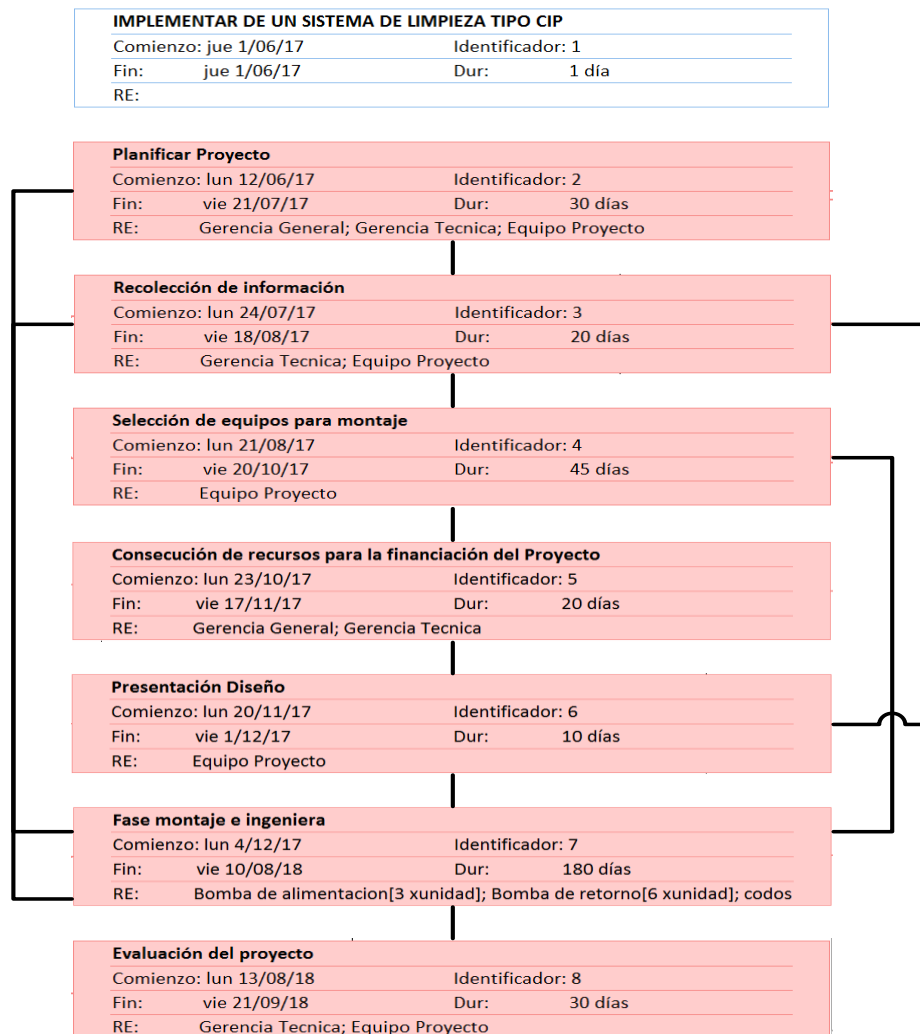 IMPLEMENTAR DE UN SISTEMA DE LIMPIEZA TIPO CIP
Comienzo: jue 1/06/17 Identificador: 1
Fin: jue 1/06/17 Dur: 1 día
RE:
Planificar Proyecto
Comienzo: lun 12/06/17 Identificador: 2
Fin: vie 21/07/17 Dur: 30 días
RE: Gerencia General; Gerencia Tecnica; Equipo Proyecto
Recolección de información
Comienzo: lun 24/07/17 Identificador: 3
Fin: vie 18/08/17 Dur: 20 días
RE: Gerencia Tecnica; Equipo Proyecto
Selección de equipos para montaje
Comienzo: lun 21/08/17 Identificador: 4
Fin: vie 20/10/17 Dur: 45 días
RE: Equipo Proyecto
Consecución de recursos para la financiación del Proyecto
Comienzo: lun 23/10/17 Identificador: 5
Fin: vie 17/11/17 Dur: 20 días
RE: Gerencia General; Gerencia Tecnica
Presentación Diseño
Comienzo: lun 20/11/17 Identificador: 6
Fin: vie 1/12/17 Dur: 10 días
RE: Equipo Proyecto
Fase montaje e ingeniera
Comienzo: lun 4/12/17 Identificador: 7
Fin: vie 10/08/18 Dur: 180 días
RE: Bomba de alimentacion[3 xunidad]; Bomba de retorno[6 xunidad]; codos
Evaluación del proyecto
Comienzo: lun 13/08/18 Identificador: 8
Fin: vie 21/09/18 Dur: 30 días
RE: Gerencia Tecnica; Equipo Proyecto